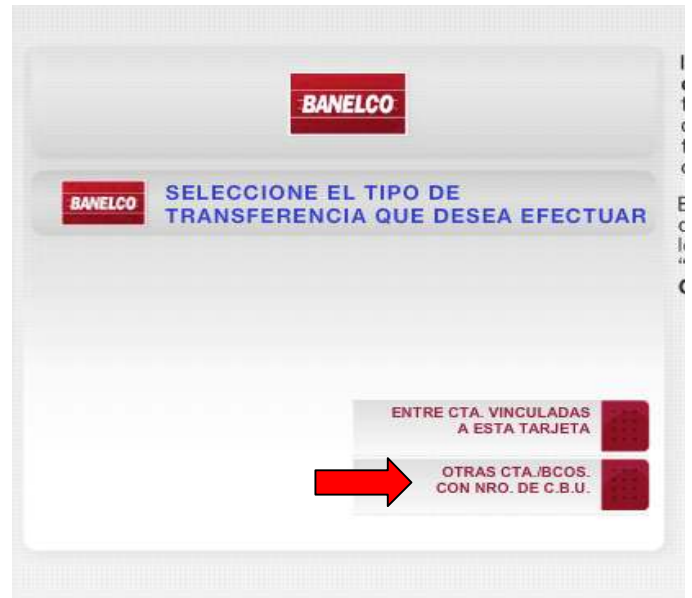 BANELCO
BANELCO
SELECCIONE EL TIPO DE
TRANSFERENCIA QUE DESEA EFECTUAR
ENTRE CTA. VINCULADAS
A ESTA TARJETA
OTRAS CTA./BCOS.
CON NRO. DE C.B.U.